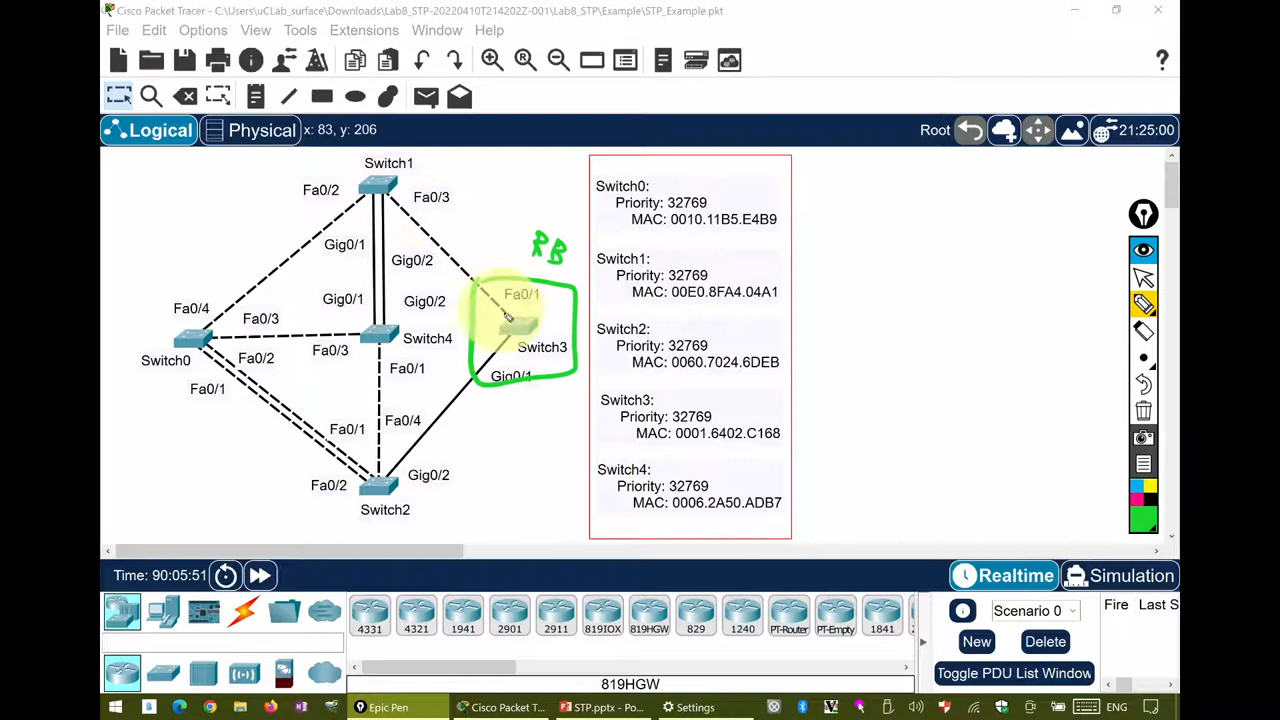 Cisco Packet Tracer - C:\Users\uCLab_surface\Downloads\Lab8_STP-20220410T214202Z-001\Lab8_STP\Example\STP_Example.pkt
File Edit Options View Tools Extensions Window Help
Logical Physical x: 83, y: 206 Root 21:25:00
Switch1
Fa0/2
Fa0/3
Gig0/1
Gig0/2
RB
Gig0/1
Gig0/2
Fa0/1
Fa0/4
Fa0/3
Switch4
Switch3
Switch0
Fa0/2
Fa0/3
Fa0/1
Gig0/1
Fa0/1
Fa0/1
Fa0/4
Fa0/2
Gig0/2
Switch2
Switch0:
Priority: 32769
MAC: 0010.11B5.E4B9
Switch1:
Priority: 32769
MAC: 00E0.8FA4.04A1
Switch2:
Priority: 32769
MAC: 0060.7024.6DEB
Switch3:
Priority: 32769
MAC: 0001.6402.C168
Switch4:
Priority: 32769
MAC: 0006.2A50.ADB7
Time: 90:05:51 Realtime Simulation
4331 4321 1941 2901 2911 819IOX 819HGW 829 1240 PT-Router PT-Empty 1841
819HGW
Scenario 0
New Delete
Toggle PDU List Window
Fire Last S
Epic Pen Cisco Packet T... STP.pptx - Po... Settings ENG